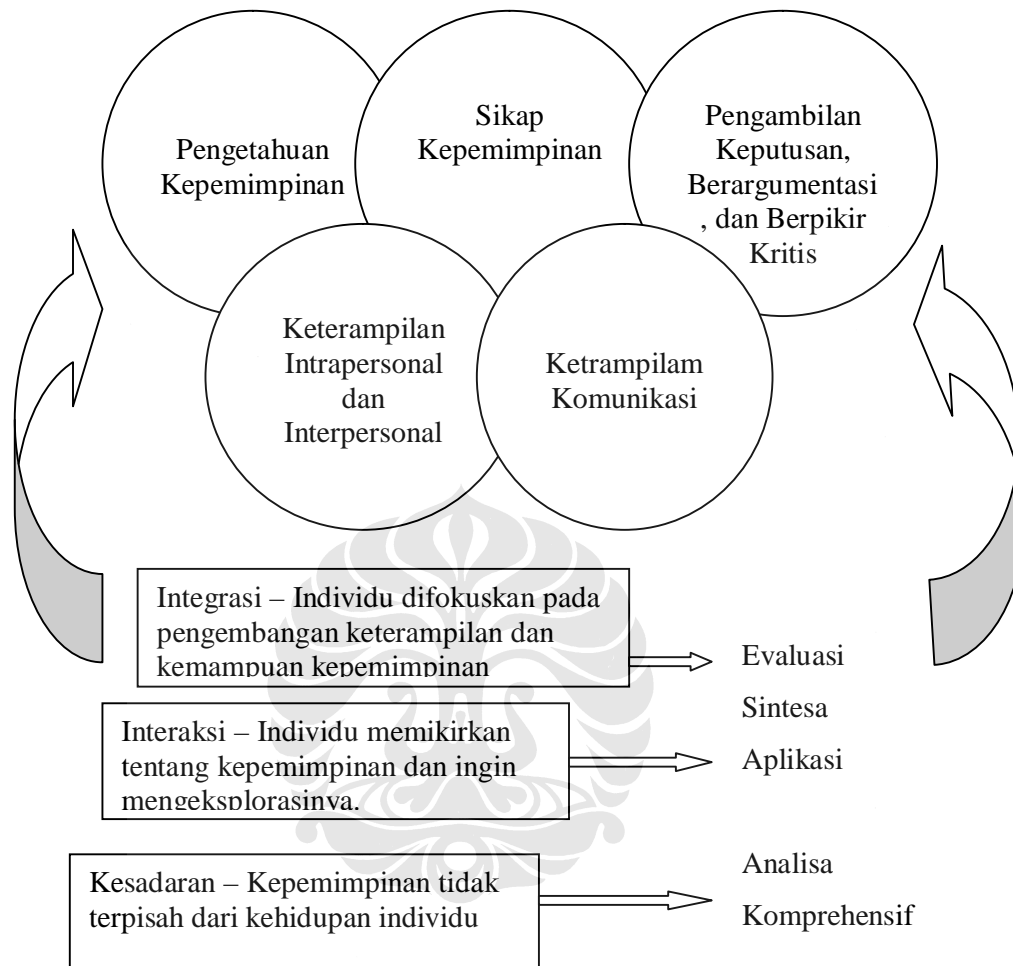 Pengetahuan
Kepemimpinan
Sikap
Kepemimpinan
Pengambilan
Keputusan,
Berargumentasi
, dan Berpikir
Kritis
Keterampilan
Intrapersonal
dan
Interpersonal
Ketrampilam
Komunikasi
Integrasi – Individu difokuskan pada
pengembangan keterampilan dan
kemampuan kepemimpinan
Evaluasi
Sintesa
Interaksi – Individu memikirkan
tentang kepemimpinan dan ingin
mengeksplorasinya.
Aplikasi
Kesadaran – Kepemimpinan tidak
terpisah dari kehidupan individu
Analisa
Komprehensif